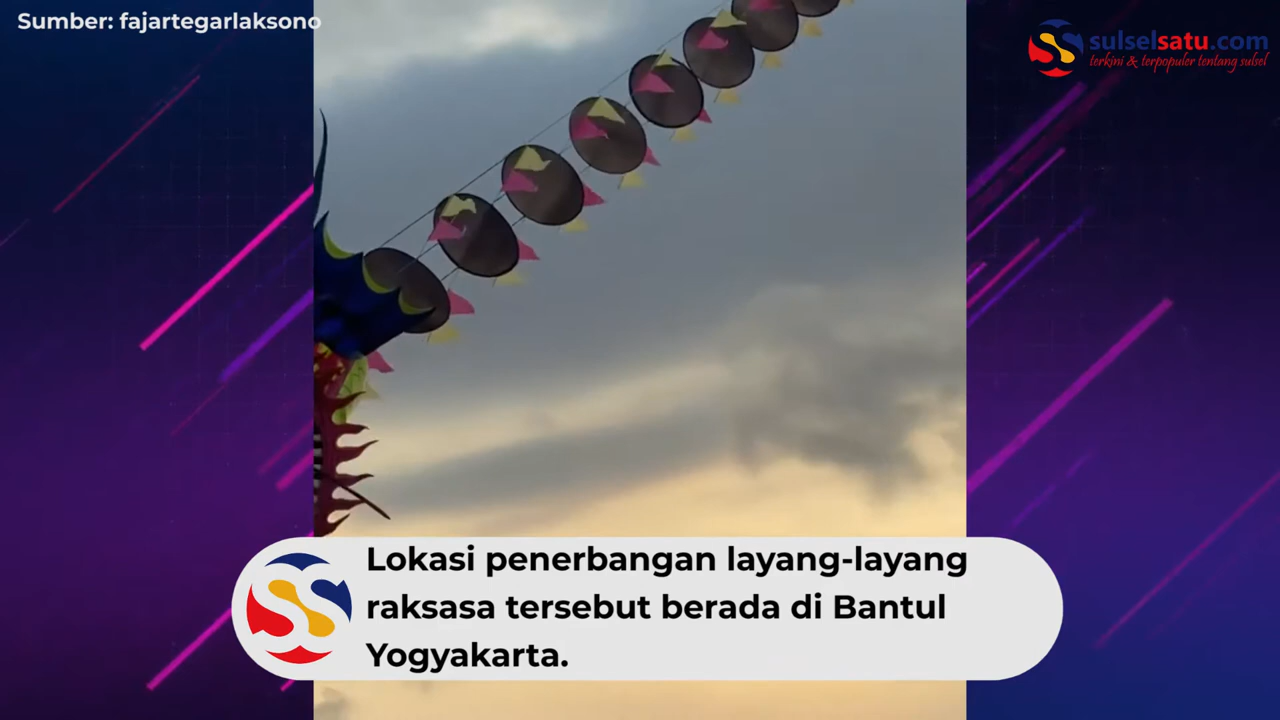 Sumber: fajartegarlaksono
sulselsatu.com
terkini & terpopuler tentang sulsel
Lokasi penerbangan layang-layang
raksasa tersebut berada di Bantul
Yogyakarta.